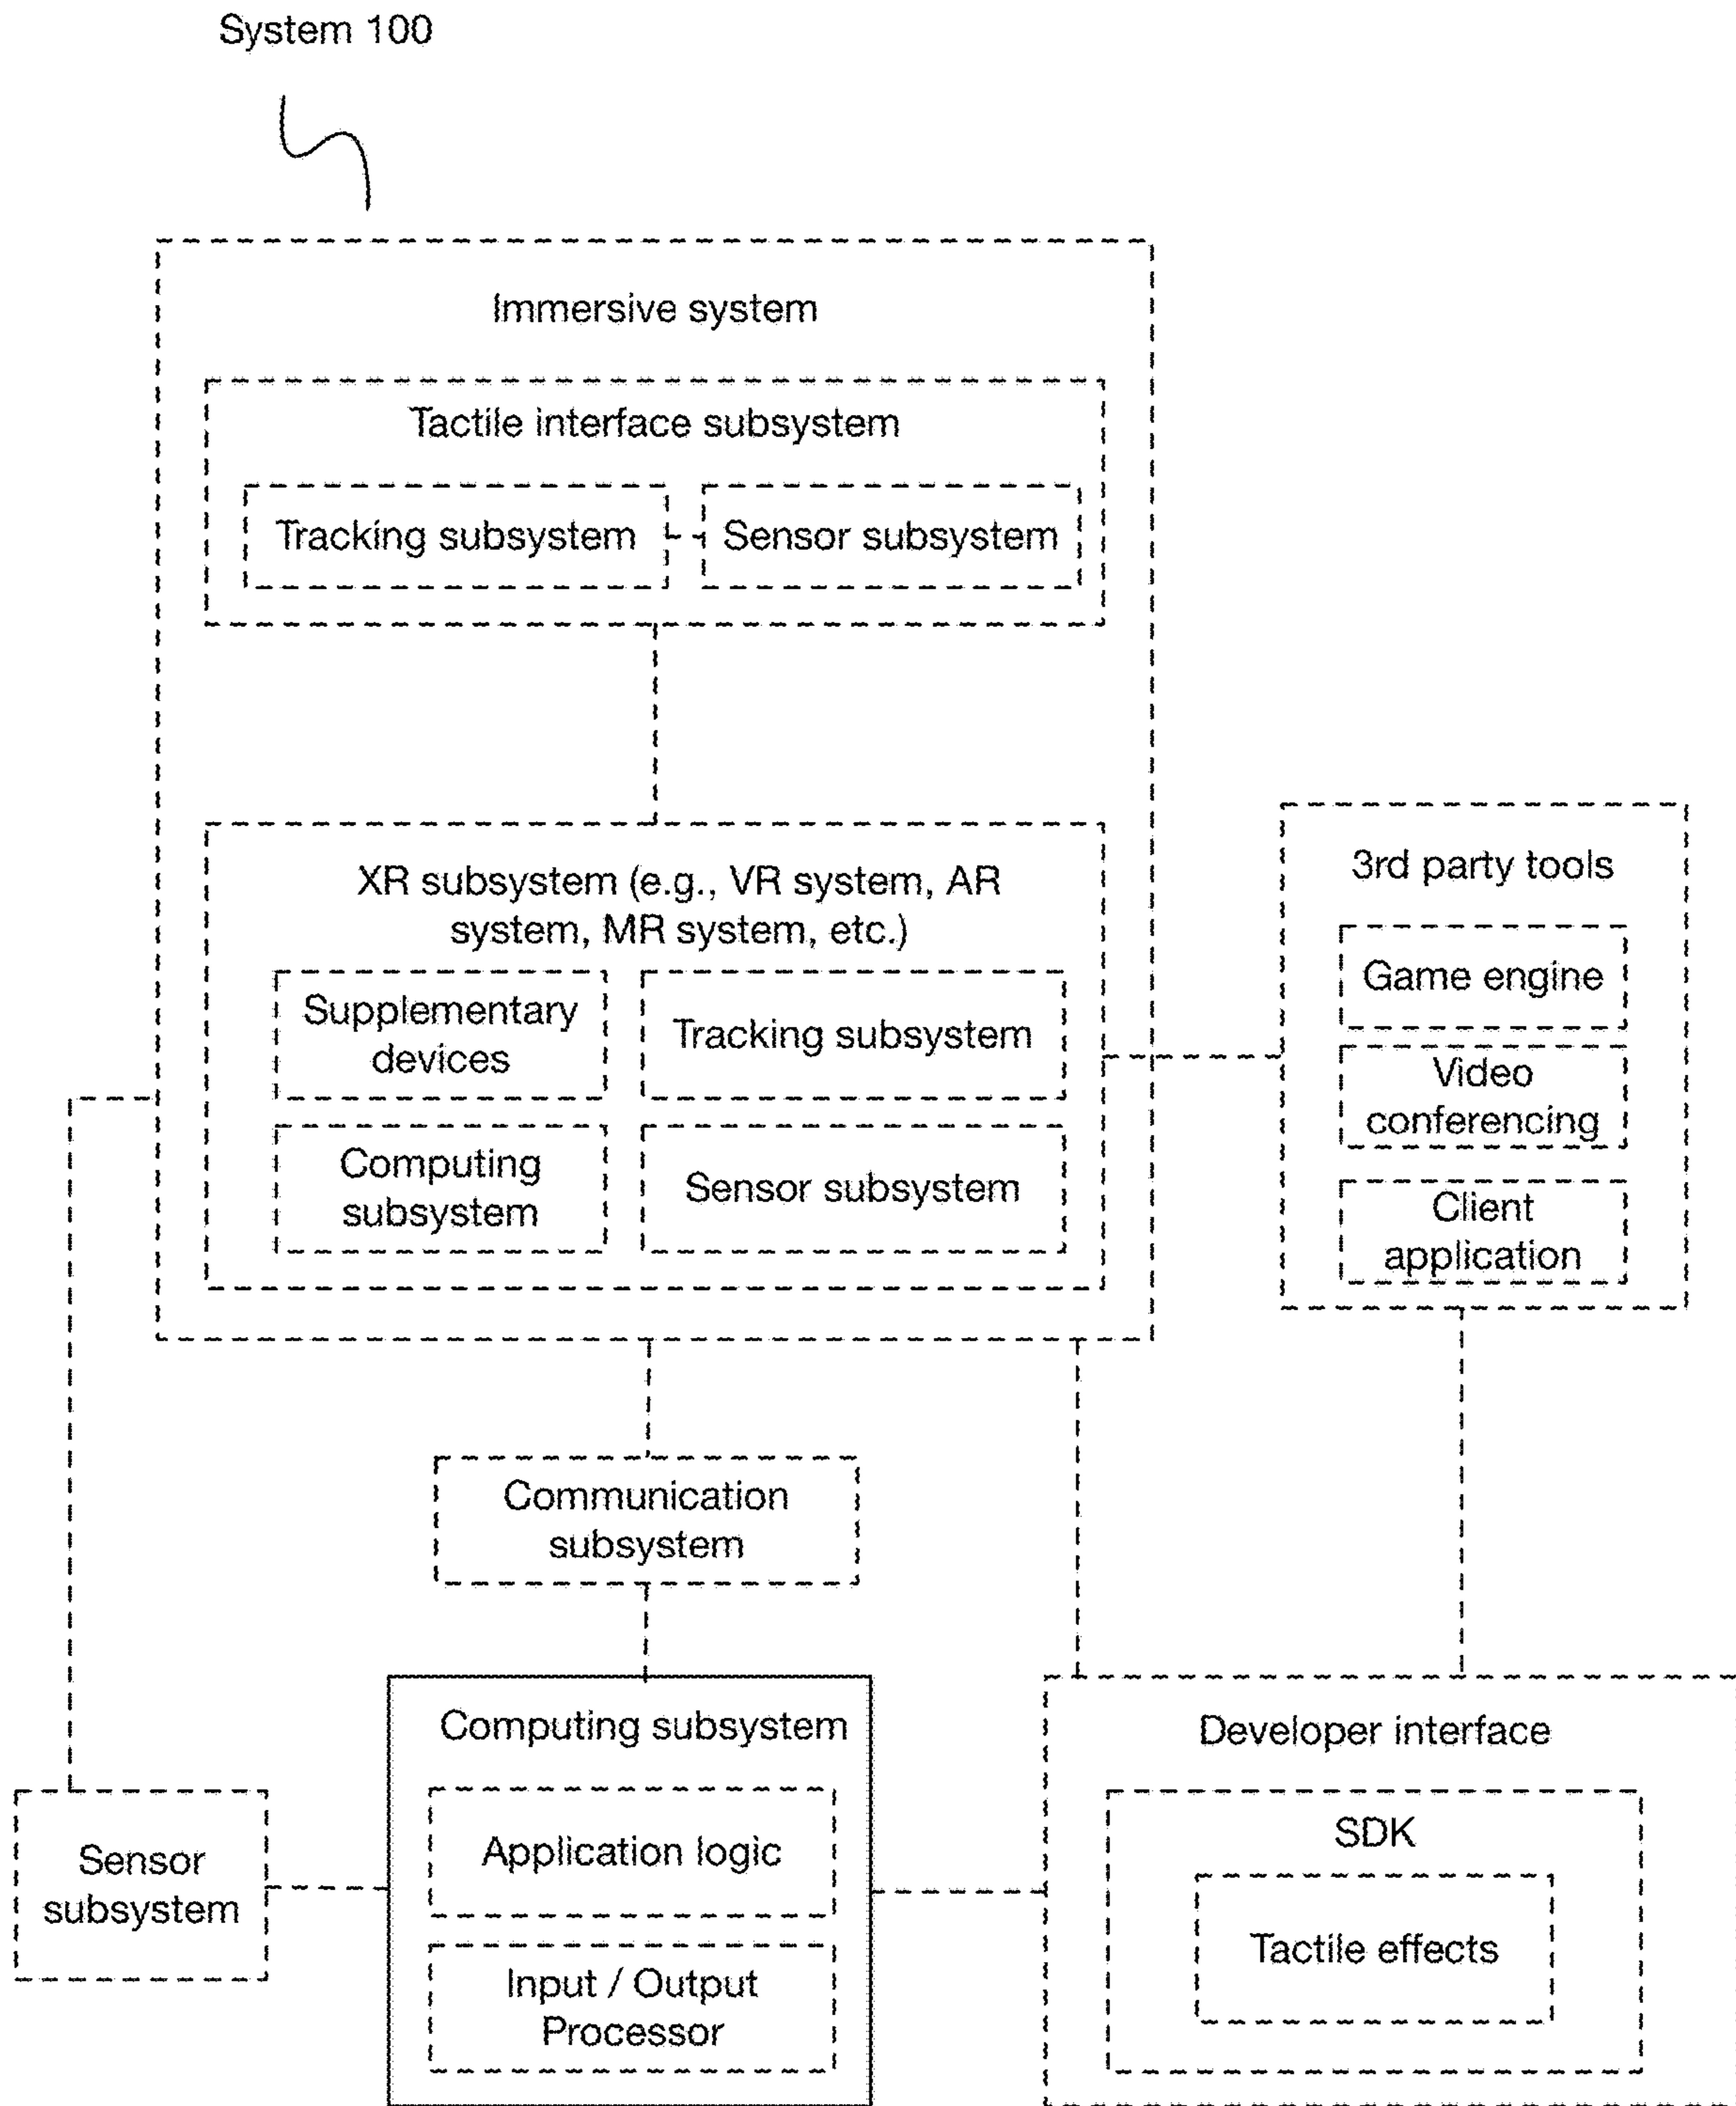 System 100
Immersive system
Tactile interface subsystem
Tracking subsystem
Sensor subsystem
XR subsystem (e.g., VR system, AR
system, MR system, etc.)
Supplementary
devices
Tracking subsystem
Computing
subsystem
Sensor subsystem
3rd party tools
Game engine
Video
conferencing
Client
application
Communication
subsystem
Sensor
subsystem
Computing subsystem
Application logic
Input / Output
Processor
Developer interface
SDK
Tactile effects